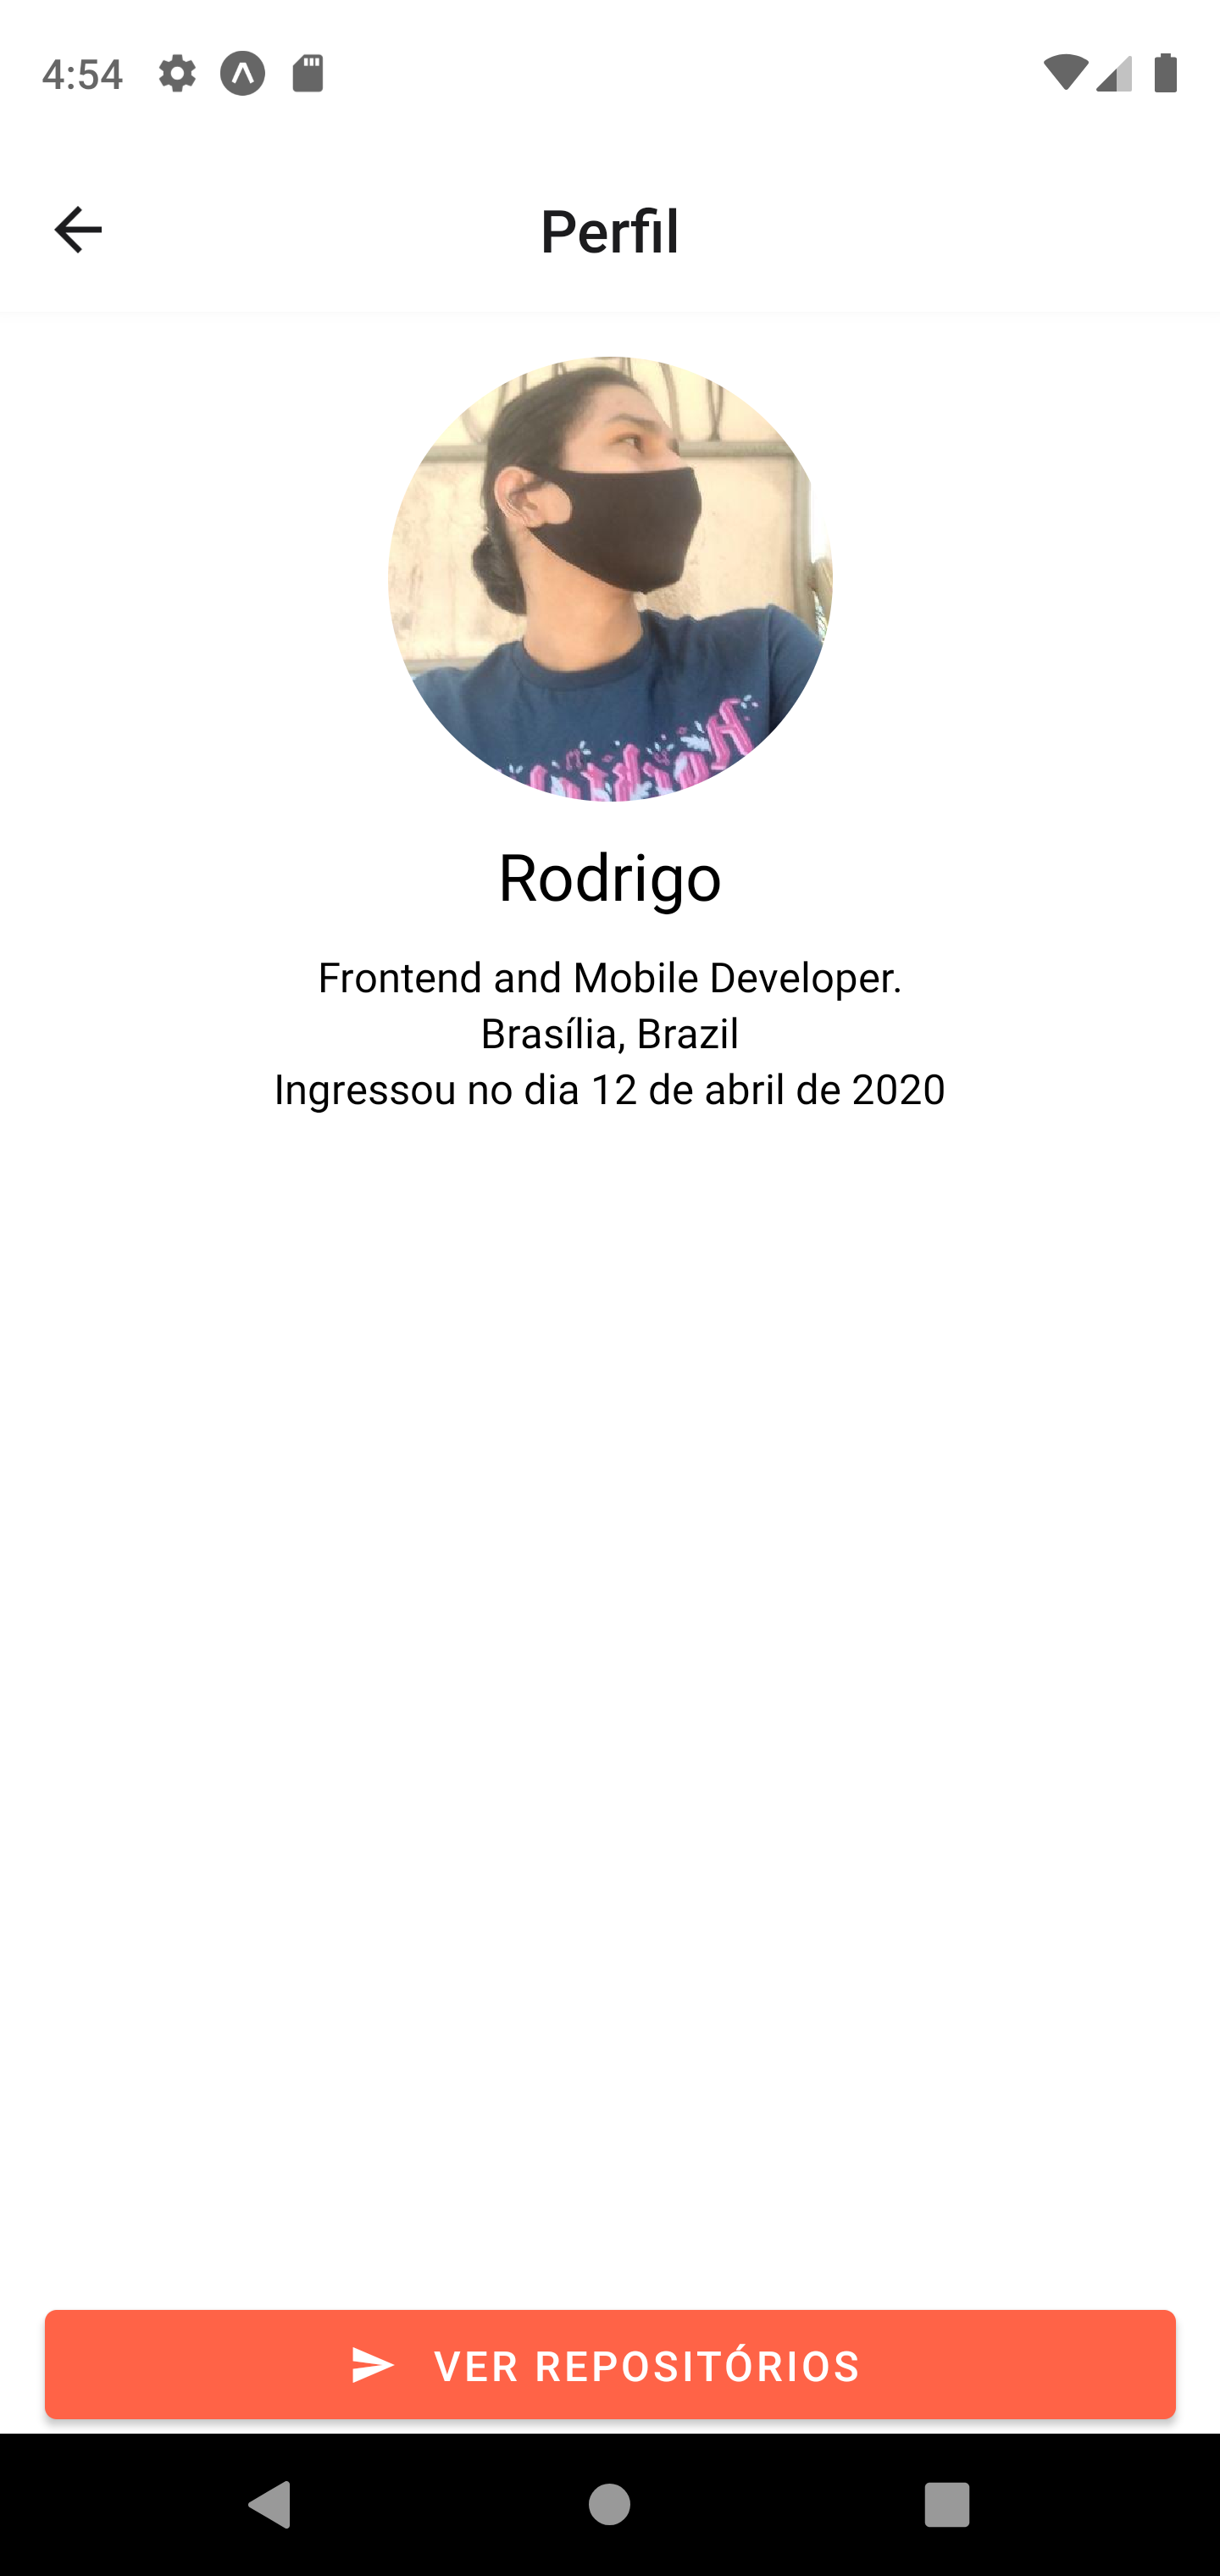 4:54
Perfil
Rodrigo
Frontend and Mobile Developer.
Brasília, Brazil
Ingressou no dia 12 de abril de 2020
VER REPOSITÓRIOS